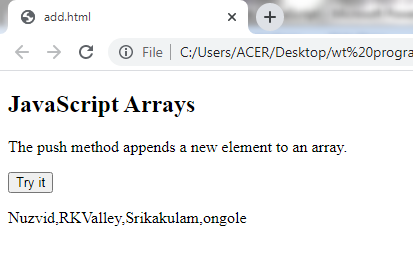 add.html
File C:/Users/ACER/Desktop/wt%20progra
JavaScript Arrays
The push method appends a new element to an array.
Try it
Nuzvid,RKValley,Srikakulam,ongole